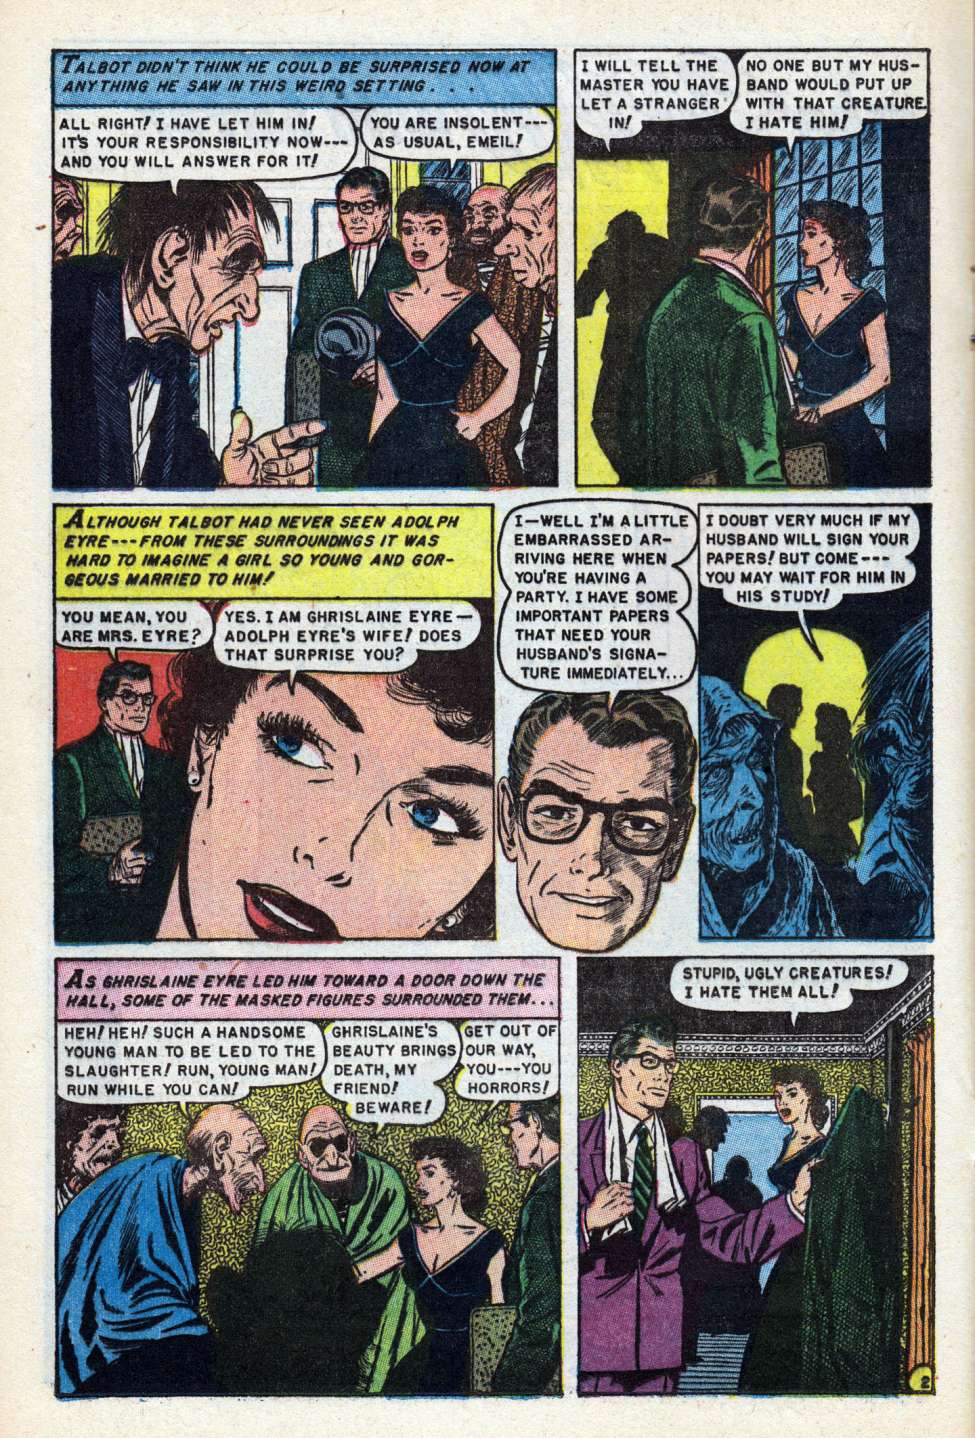 TALBOT DIDN'T THINK HE COULD BE SURPRISED NOW AT
ANYTHING HE SAW IN THIS WEIRD SETTING . . .
ALL RIGHT! I HAVE LET HIM IN!
IT'S YOUR RESPONSIBILITY NOW---
AND YOU WILL ANSWER FOR IT!
YOU ARE INSOLENT---
AS USUAL, EMEIL!
I WILL TELL THE
MASTER YOU HAVE
LET A STRANGER
IN!
NO ONE BUT MY HUS-
BAND WOULD PUT UP
WITH THAT CREATURE.
I HATE HIM!
ALTHOUGH TALBOT HAD NEVER SEEN ADOLPH
EYRE---FROM THESE SURROUNDINGS IT WAS
HARD TO IMAGINE A GIRL SO YOUNG AND GOR-
GEOUS MARRIED TO HIM!
YOU MEAN, YOU
ARE MRS. EYRE?
YES. I AM GHRISLAINE EYRE—
ADOLPH EYRE'S WIFE! DOES
THAT SURPRISE YOU?
I—WELL I'M A LITTLE
EMBARRASSED AR-
RIVING HERE WHEN
YOU'RE HAVING A
PARTY. I HAVE SOME
IMPORTANT PAPERS
THAT NEED YOUR
HUSBAND'S SIGNA-
TURE IMMEDIATELY...
I DOUBT VERY MUCH IF MY
HUSBAND WILL SIGN YOUR
PAPERS! BUT COME---
YOU MAY WAIT FOR HIM IN
HIS STUDY!
AS GHRISLAINE EYRE LED HIM TOWARD A DOOR DOWN THE
HALL, SOME OF THE MASKED FIGURES SURROUNDED THEM...
HEH! HEH! SUCH A HANDSOME
YOUNG MAN TO BE LED TO THE
SLAUGHTER! RUN, YOUNG MAN!
RUN WHILE YOU CAN!
GHRISLAINE'S
BEAUTY BRINGS
DEATH, MY
FRIEND!
BEWARE!
GET OUT OF
OUR WAY,
YOU---YOU
HORRORS!
STUPID, UGLY CREATURES!
I HATE THEM ALL!
2